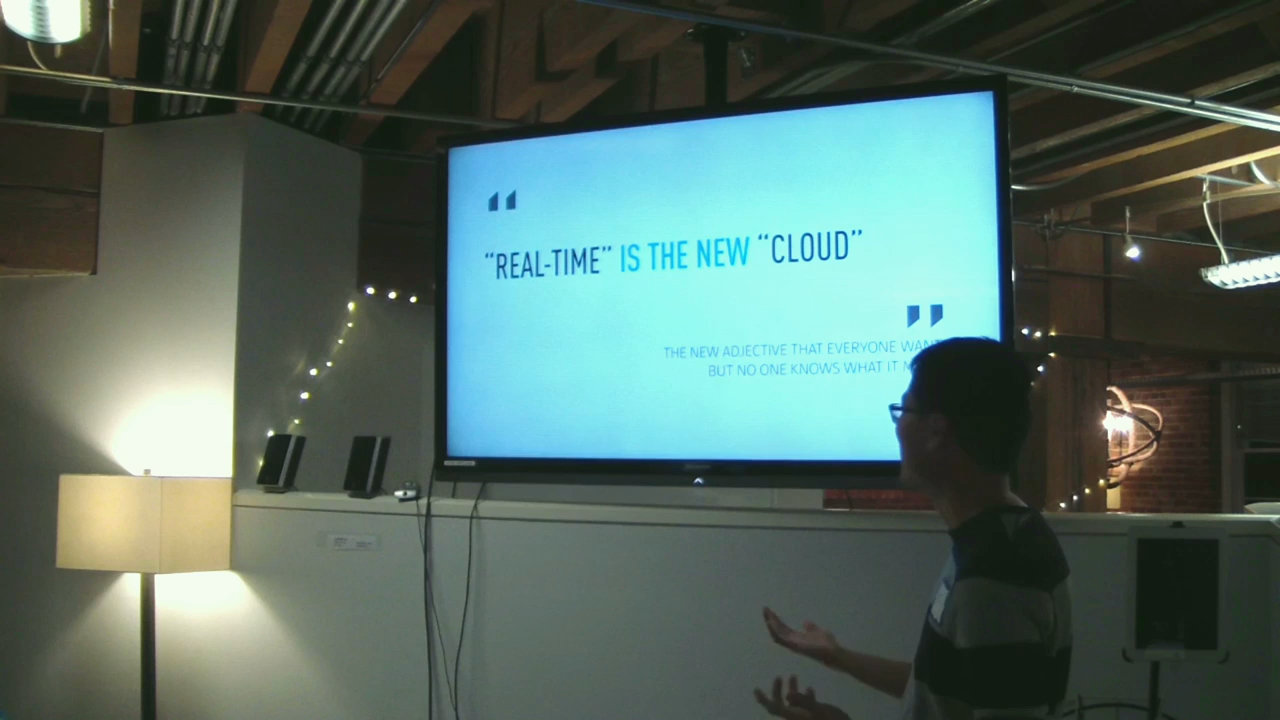 “REAL-TIME” IS THE NEW “CLOUD”
THE NEW ADJECTIVE THAT EVERYONE
BUT NO ONE KNOWS WHAT IT